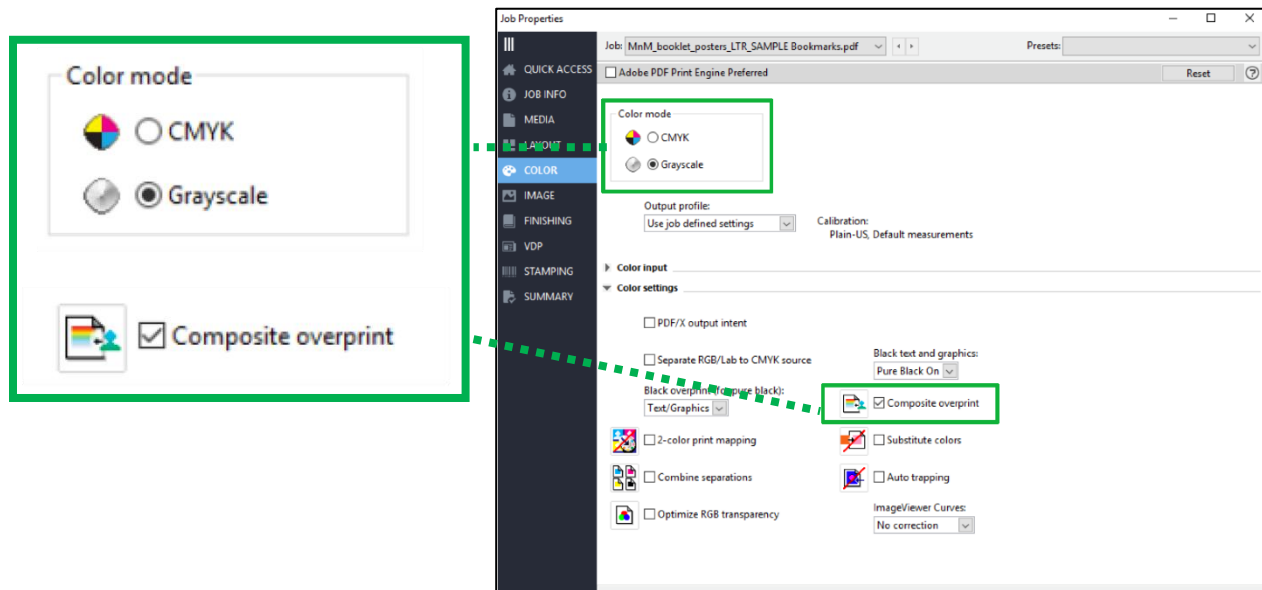 Color mode
CMYK
Grayscale
Composite overprint
Job Properties
Job: MnM_booklet_posters_LTR_SAMPLE Bookmarks.pdf Presets:
QUICK ACCESS
JOB INFO
MEDIA
LAYOUT
COLOR
IMAGE
FINISHING
VDP
STAMPING
SUMMARY
Adobe PDF Print Engine Preferred Reset ?
Color mode
CMYK
Grayscale
Output profile:
Use job defined settings
Calibration:
Plain-US, Default measurements
Color input
Color settings
PDF/X output intent
Separate RGB/Lab to CMYK source
Black text and graphics:
Pure Black On
Black overprint (for pure black):
Text/Graphics
Composite overprint
2-color print mapping
Substitute colors
Combine separations
Auto trapping
Optimize RGB transparency
ImageViewer Curves:
No correction